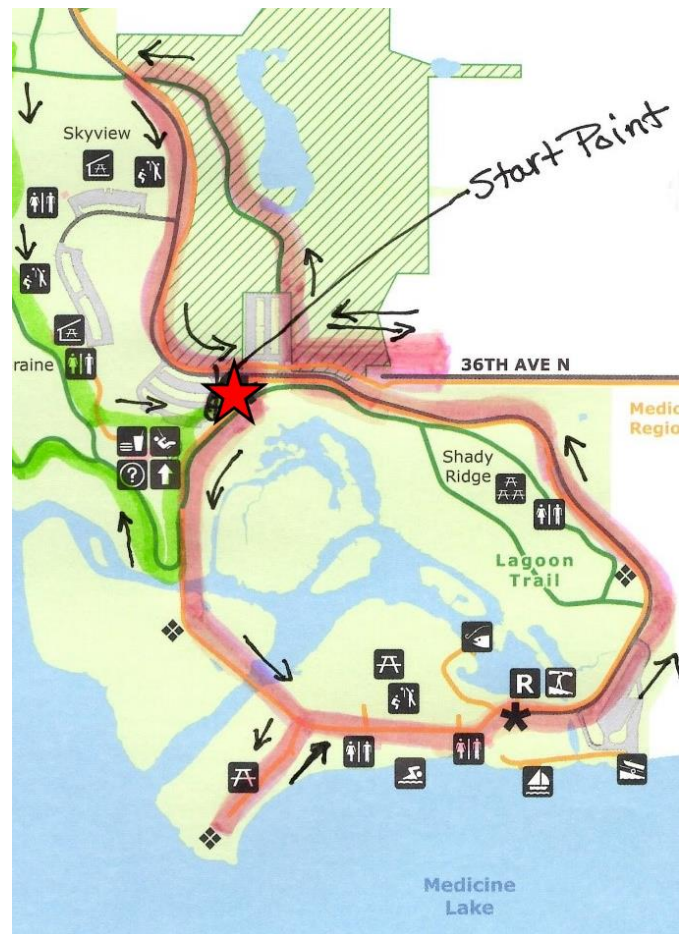 Skyview
Start Point
raine
36TH AVE N
Medic
Regio
Shady
Ridge
?
Lagoon
Trail
R
*
Medicine
Lake